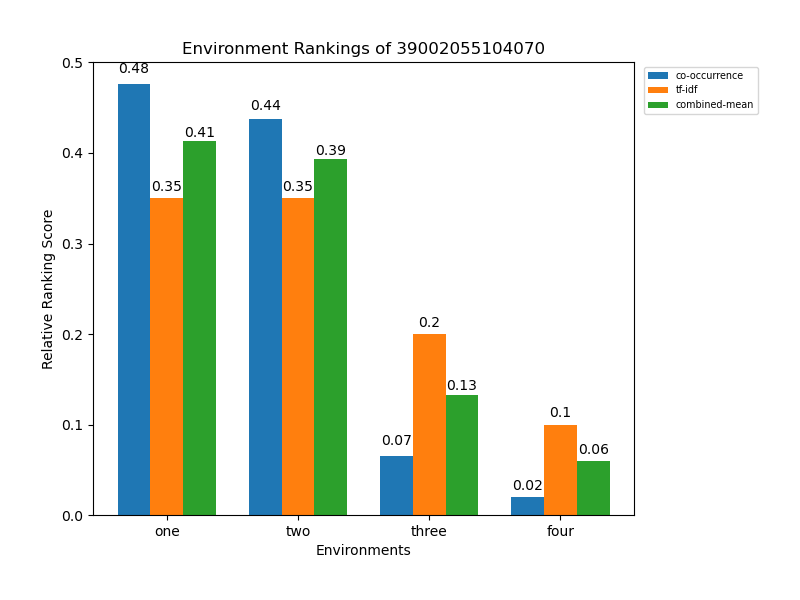 Environment Rankings of 39002055104070
0.5
0.4
0.3
0.2
0.1
0.0
Relative Ranking Score
0.48
0.35
0.41
0.44
0.35
0.39
0.07
0.2
0.13
0.02
0.1
0.06
one two three four
Environments
co-occurrence
tf-idf
combined-mean